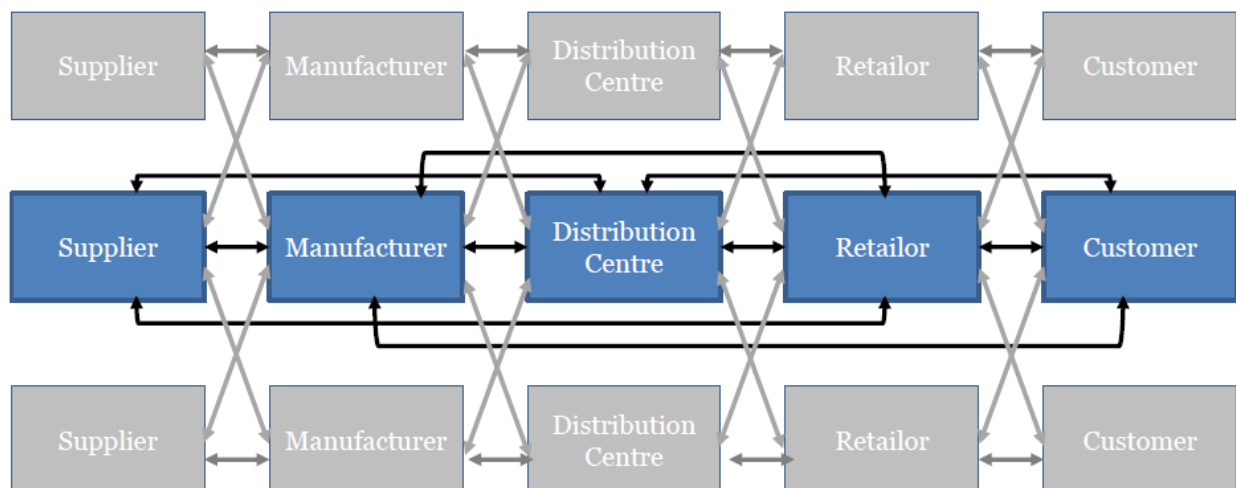 Supplier
Manufacturer
Distribution
Centre
Retailor
Customer
Supplier
Manufacturer
Distribution
Centre
Retailor
Customer
Supplier
Manufacturer
Distribution
Centre
Retailor
Customer